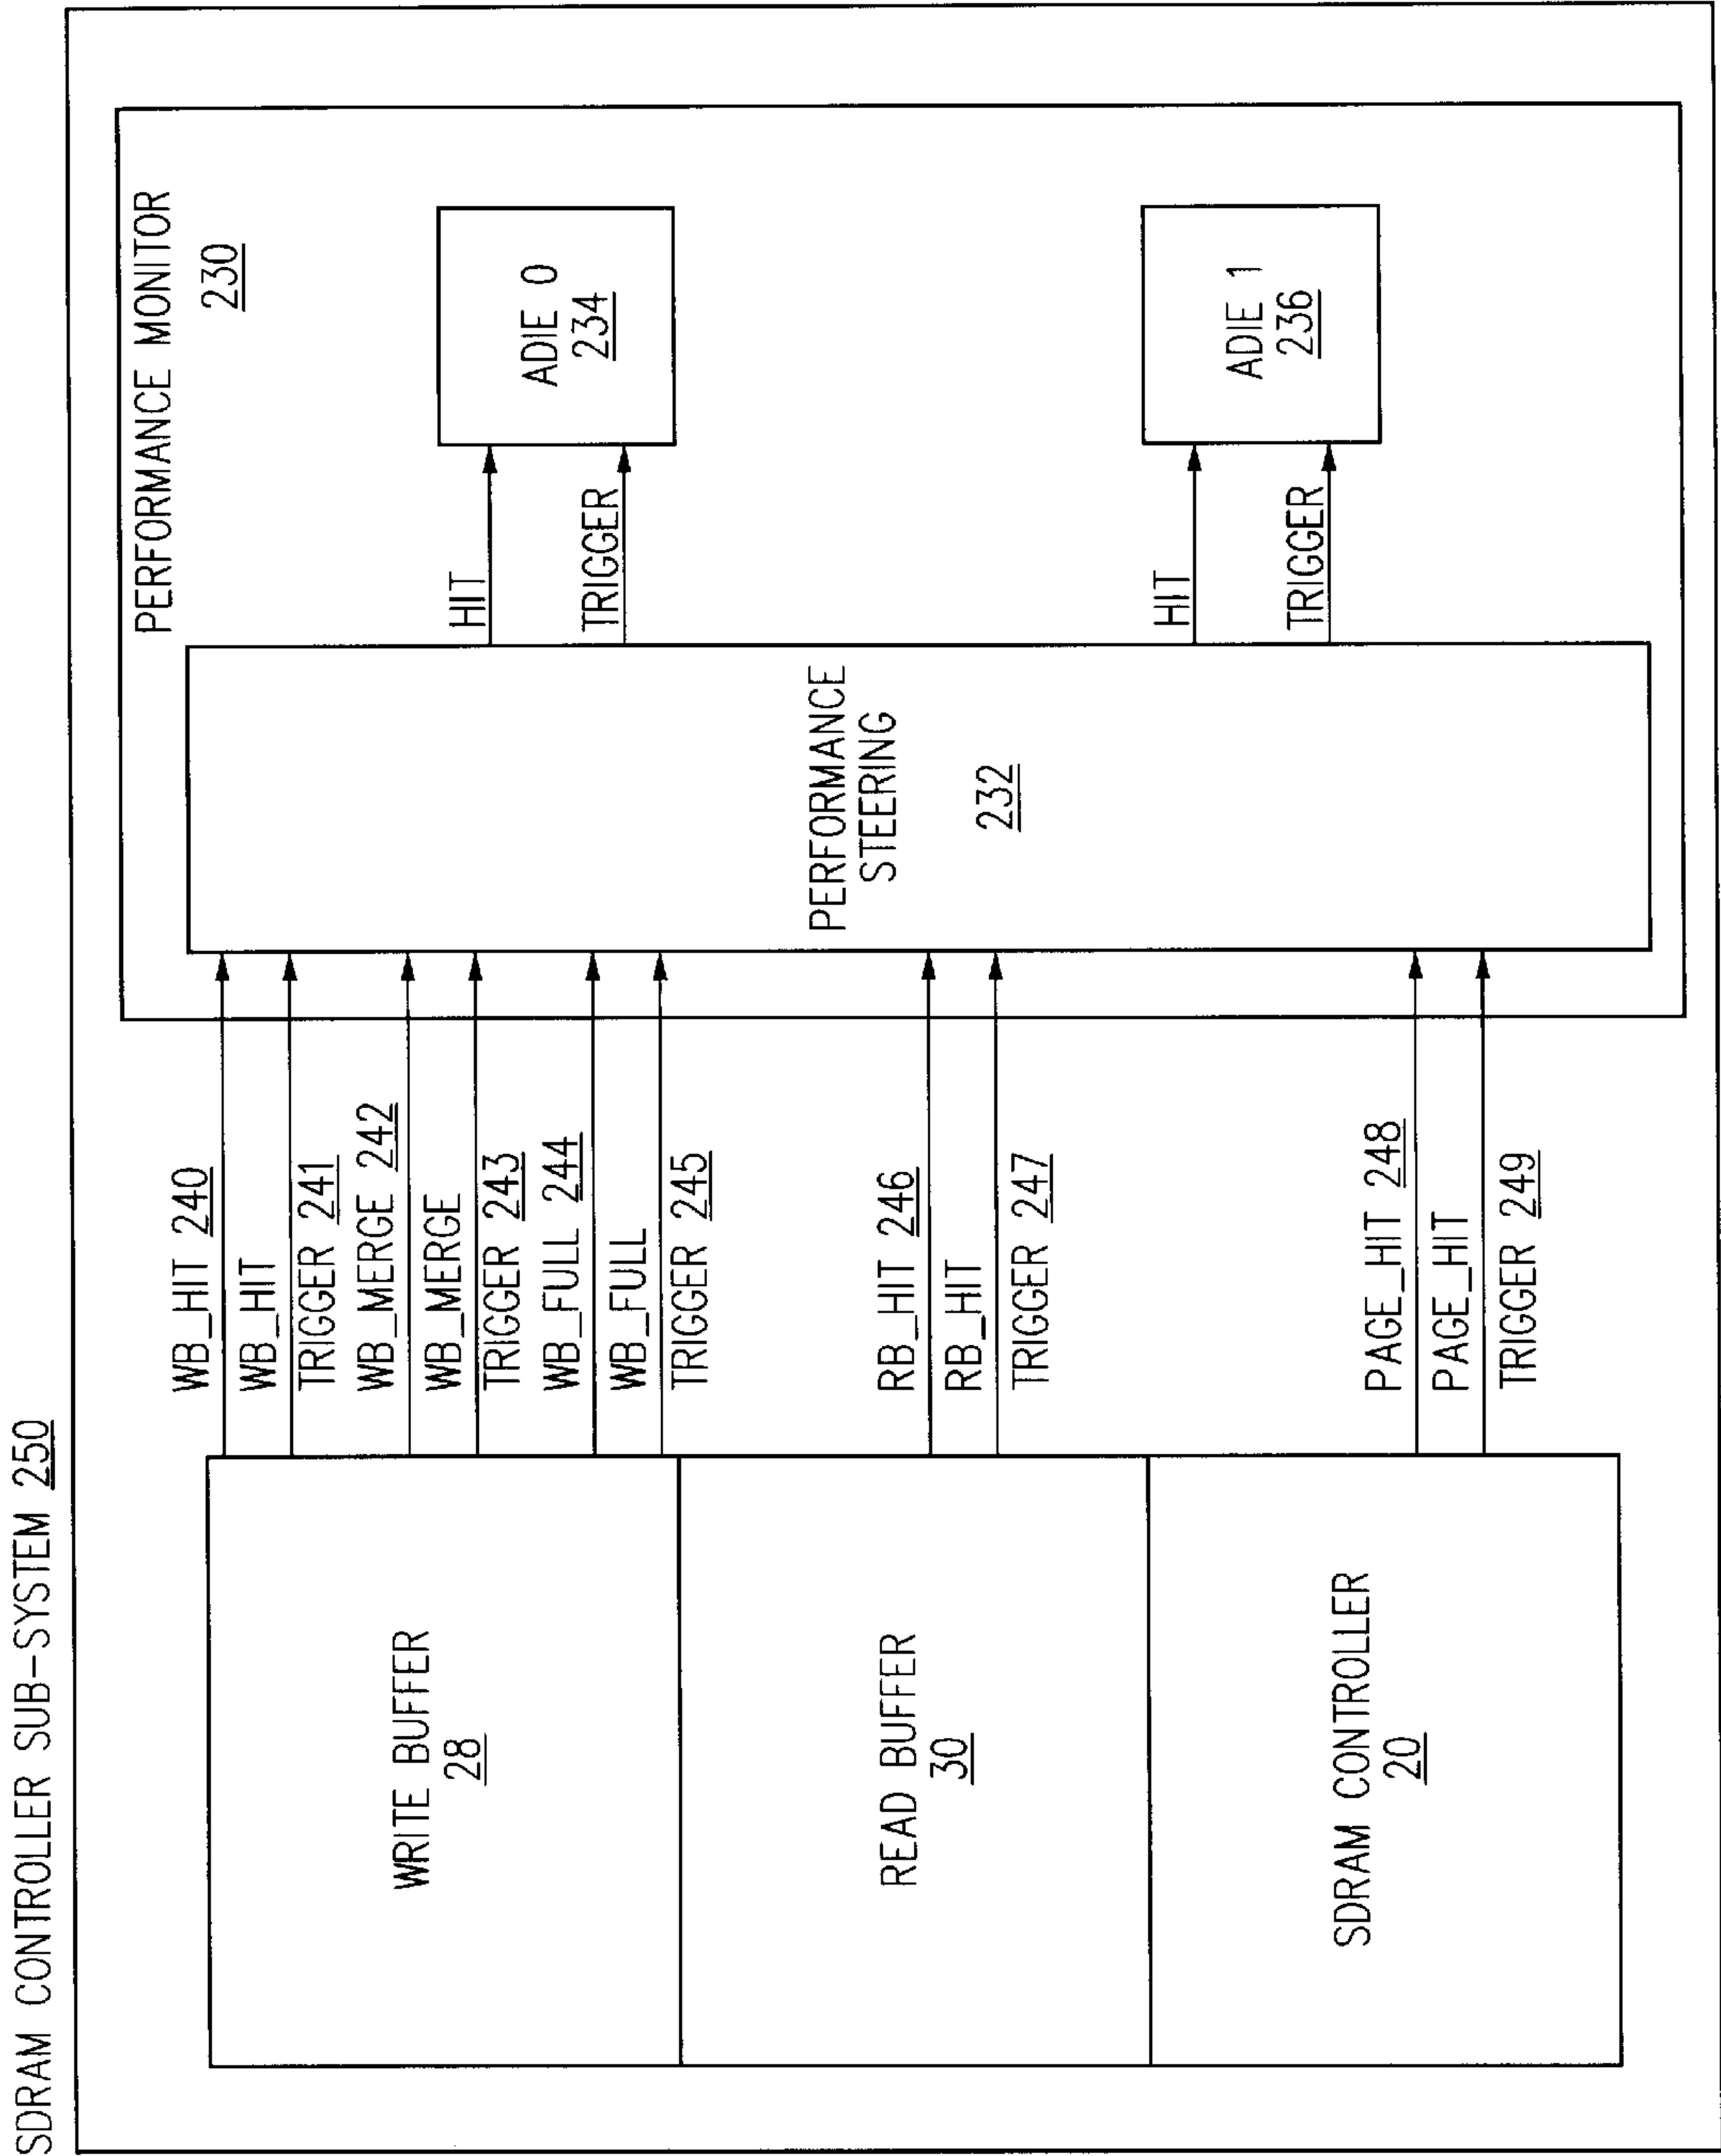 SDRAM CONTROLLER SUB-SYSTEM 250
WRITE BUFFER
28
READ BUFFER
30
SDRAM CONTROLLER
20
WB_HIT 240
WB_HIT
TRIGGER 241
WB_MERGE 242
WB_MERGE
TRIGGER 243
WB_FULL 244
WB_FULL
TRIGGER 245
RB_HIT 246
RB_HIT
TRIGGER 247
PAGE_HIT 248
PAGE_HIT
TRIGGER 249
PERFORMANCE MONITOR
230
PERFORMANCE
STEERING
232
HIT
TRIGGER
HIT
TRIGGER
ADIE 0
234
ADIE 1
236